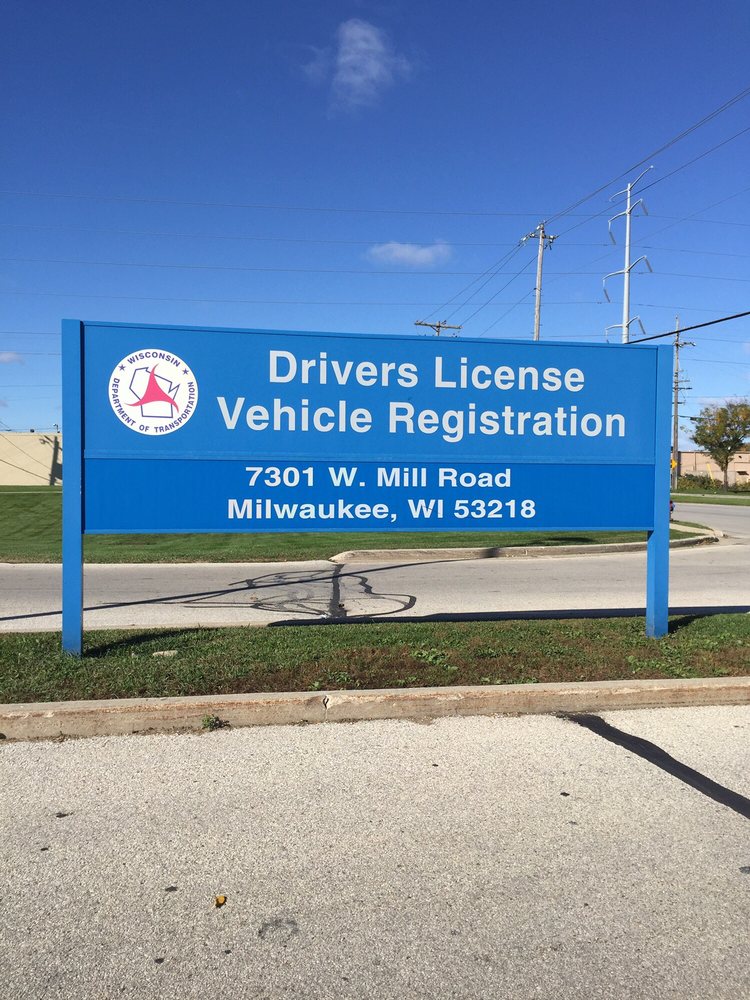 WISCONSIN
DEPARTMENT OF TRANSPORTATION
Drivers License
Vehicle Registration
7301 W. Mill Road
Milwaukee, WI 53218